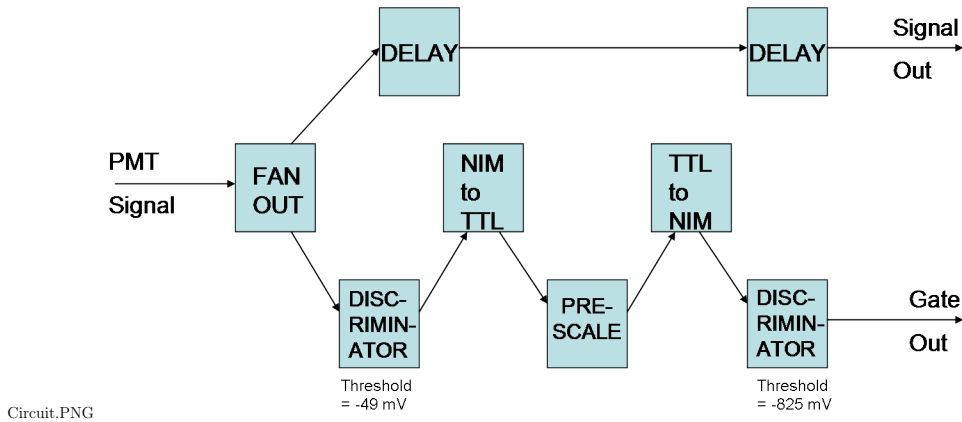 DELAY
DELAY
Signal
Out
PMT
Signal
FAN
OUT
NIM
to
TTL
TTL
to
NIM
DISC-
RIMIN-
ATOR
PRE-
SCALE
DISC-
RIMIN-
ATOR
Gate
Out
Threshold
= -49 mV
Threshold
= -825 mV
Circuit.PNG